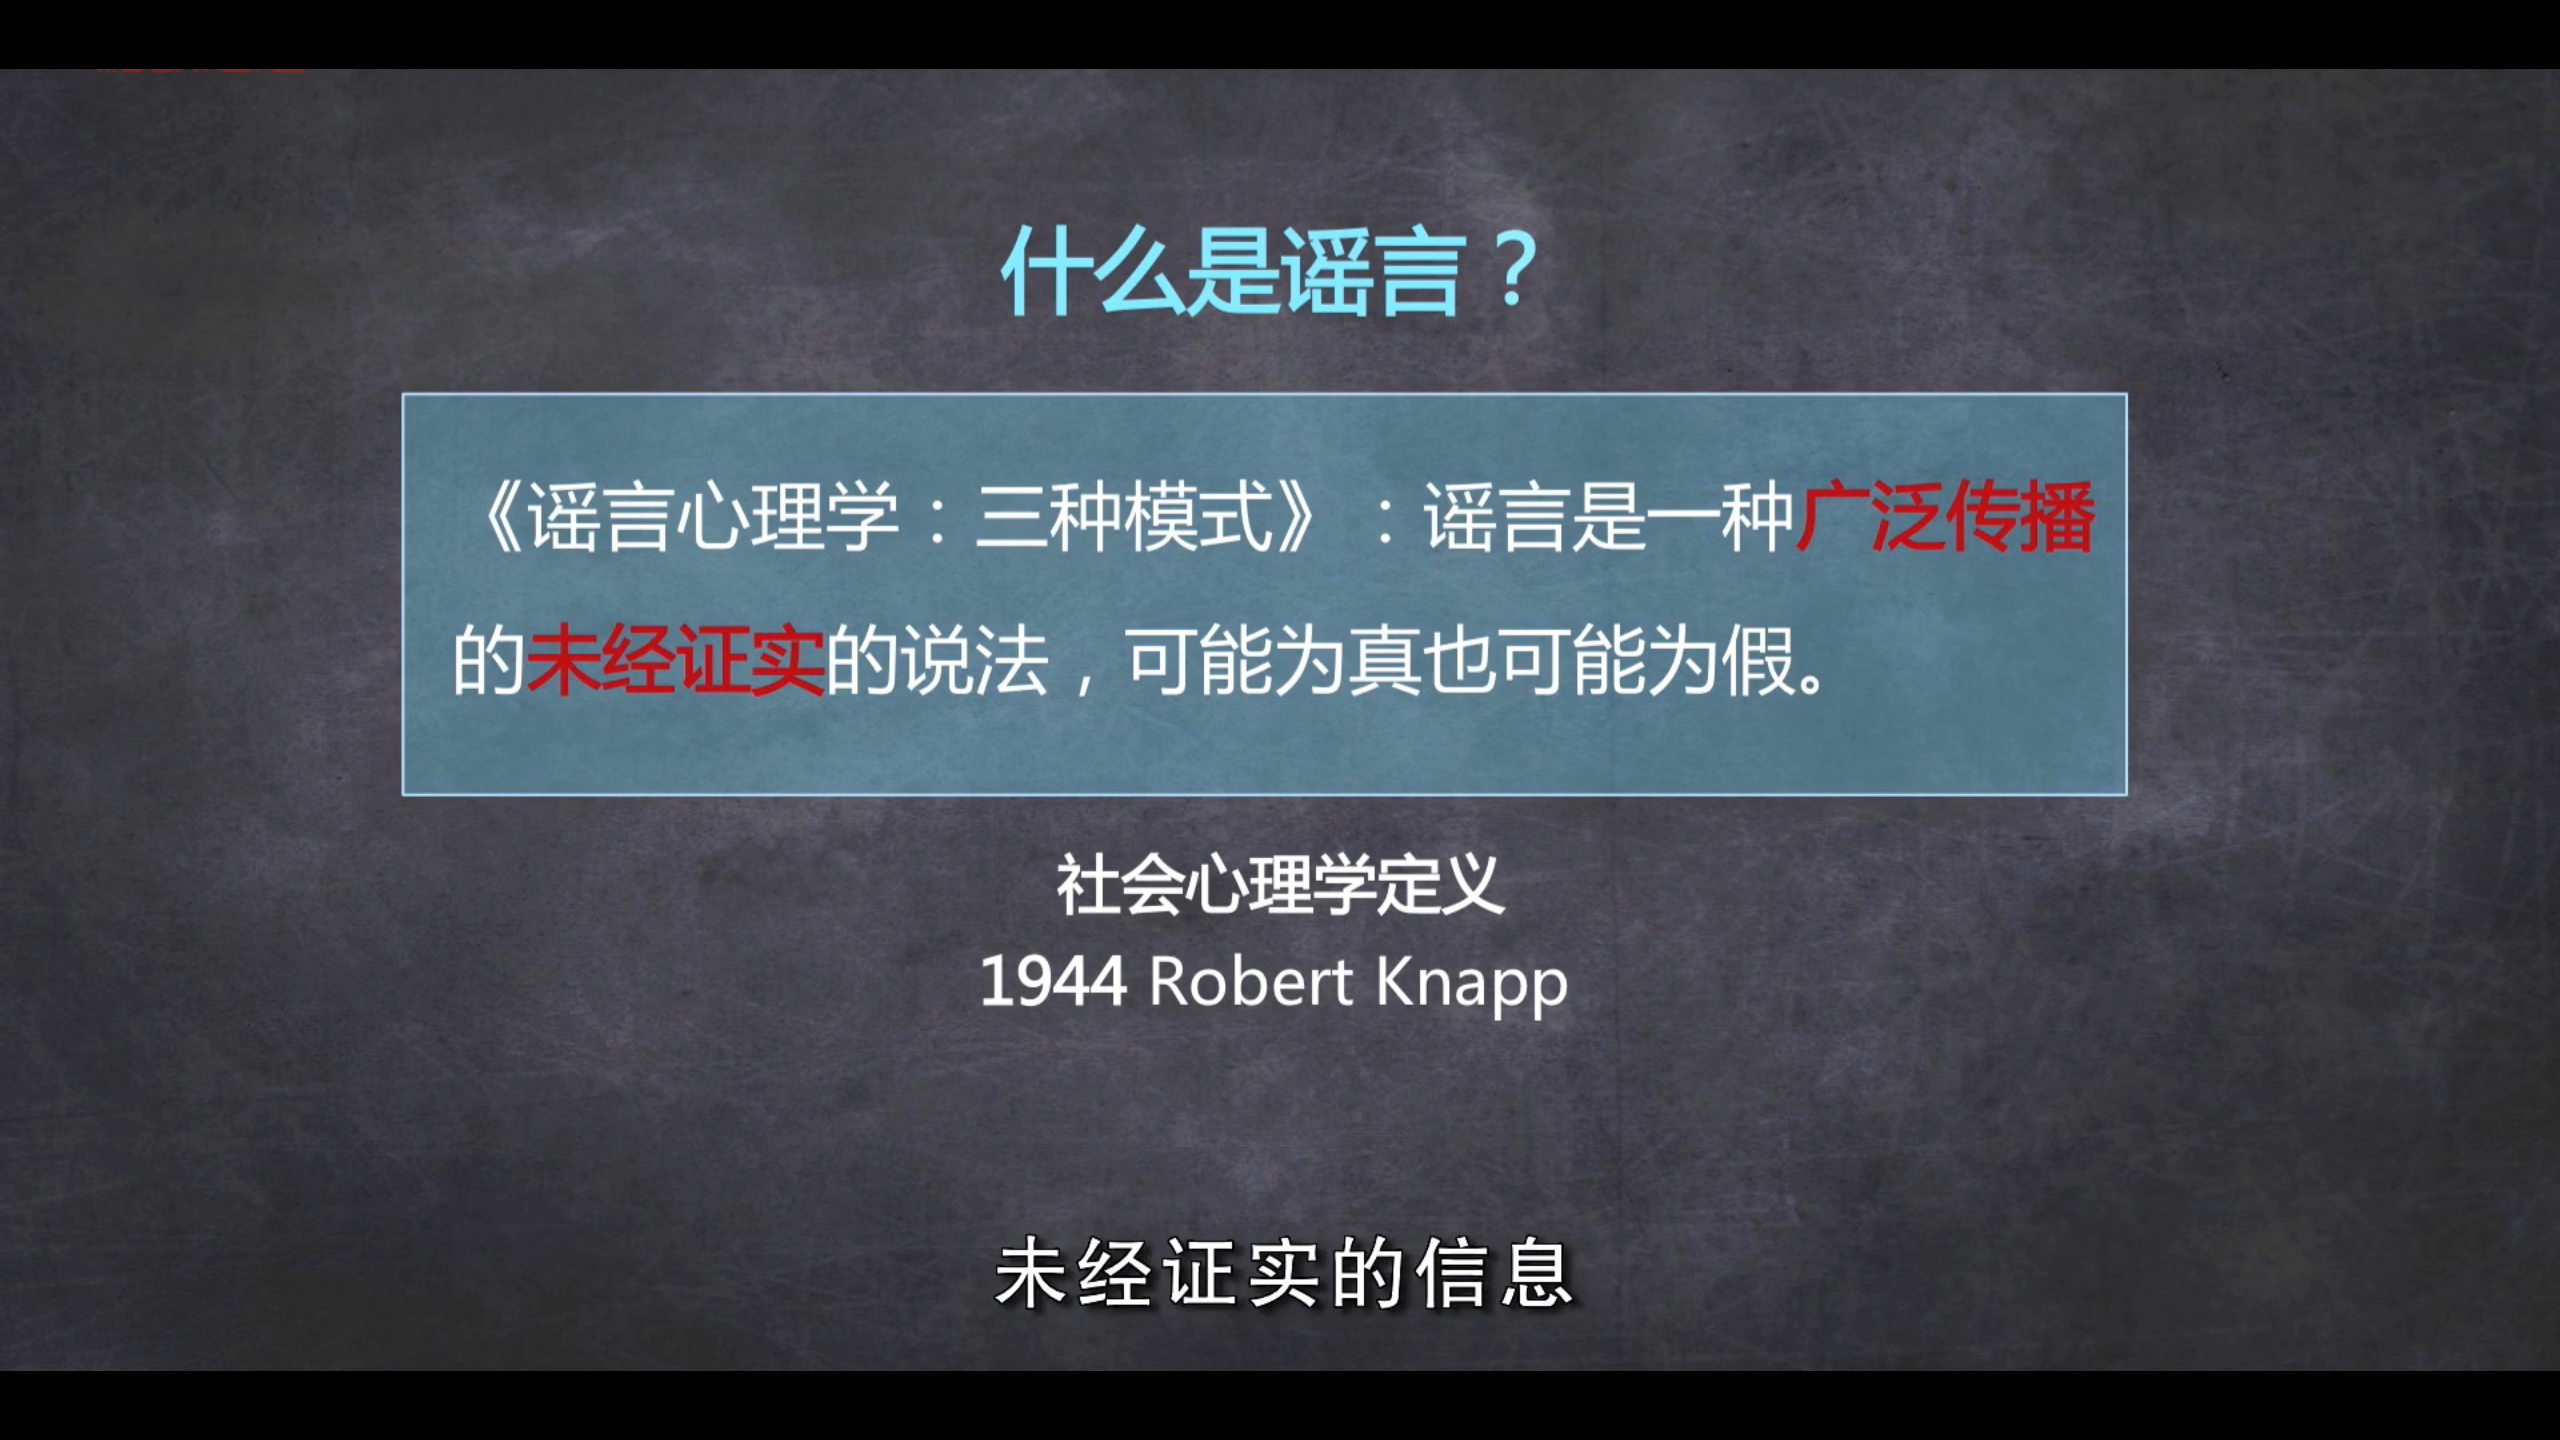 什么是谣言？
《谣言心理学：三种模式》：谣言是一种广泛传播
的未经证实的说法，可能为真也可能为假。
社会心理学定义
1944 Robert Knapp
未经证实的信息